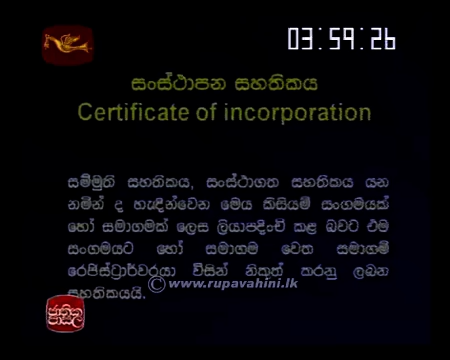 03:59:26
සංස්ථාපන සහතිකය
Certificate of incorporation
සම්මුති සහතිකය, සංස්ථාගත සහතිකය යන
නමින් ද හැඳින්වෙන මෙය කිසියම් සංගමයක්
හෝ සමාගමක් ලෙස ලියාපදිංචි කළ බවට එම
සංගමයට හෝ සමාගම වෙත සමාගම්
රෙජිස්ට්‍රාර්වරයා විසින් නිකුත් කරනු ලබන
සහතිකයයි.
© www.rupavahini.lk
ජාතික
පාසල